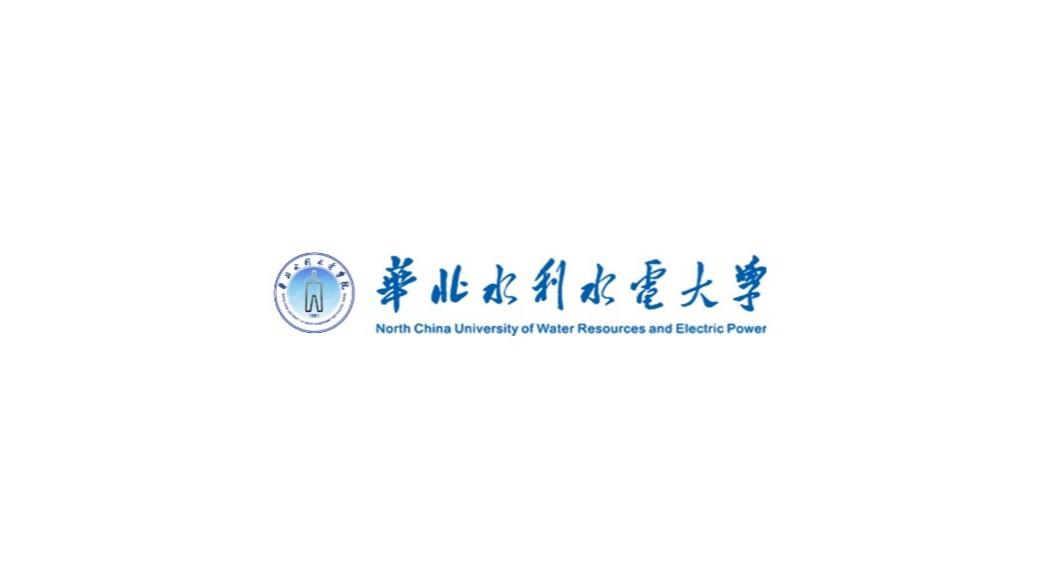 華北水利水電大學
North China University of Water Resources and Electric Power